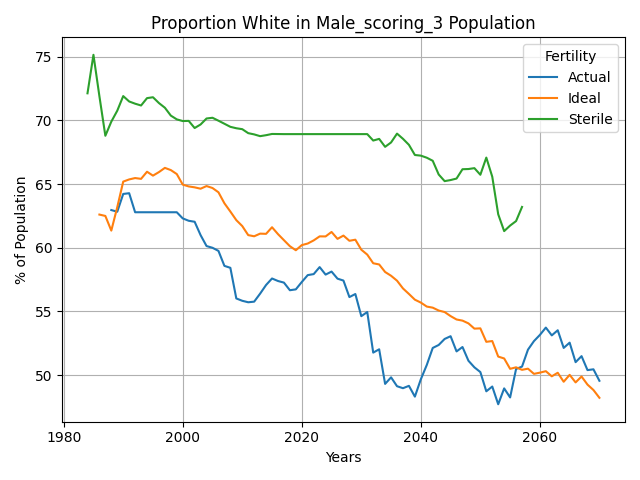 Proportion White in Male_scoring_3 Population
Fertility
Actual
Ideal
Sterile
% of Population
75
70
65
60
55
50
1980
2000
2020
2040
2060
Years